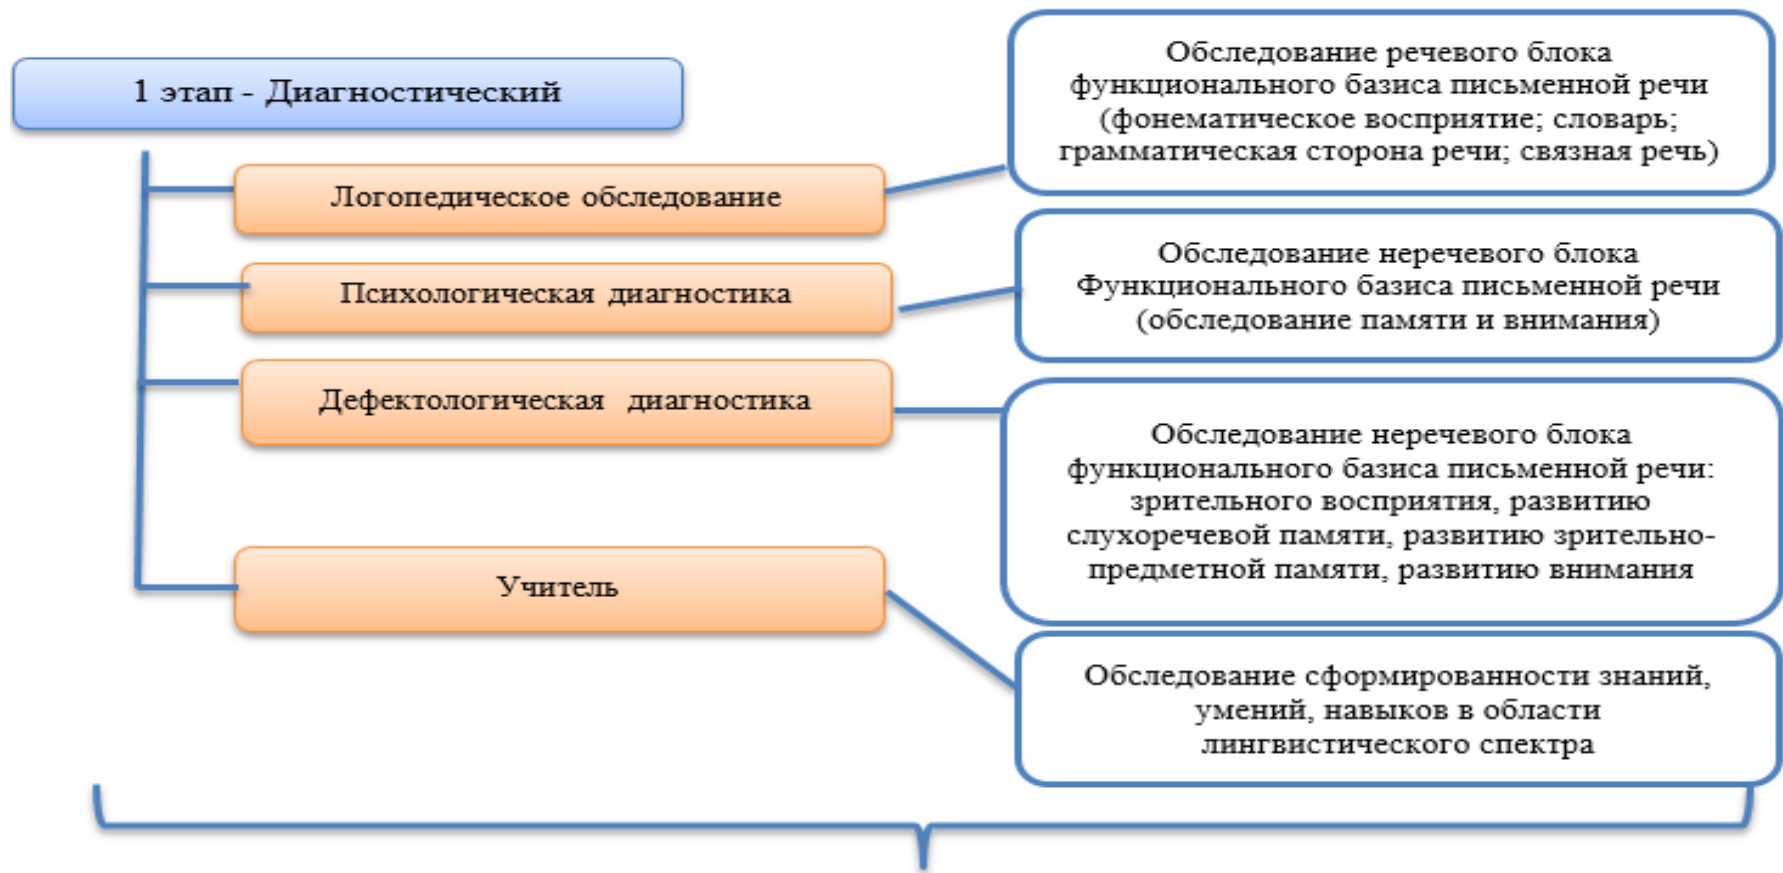 1 этап - Диагностический
Логопедическое обследование
Обследование речевого блока
функционального базиса письменной речи
(фонематическое восприятие; словарь;
грамматическая сторона речи; связная речь)
Психологическая диагностика
Обследование неречевого блока
Функционального базиса письменной речи
(обследование памяти и внимания)
Дефектологическая диагностика
Обследование неречевого блока
функционального базиса письменной речи:
зрительного восприятия, развитию
слухоречевой памяти, развитию зрительно-
предметной памяти, развитию внимания
Учитель
Обследование сформированности знаний,
умений, навыков в области
лингвистического спектра